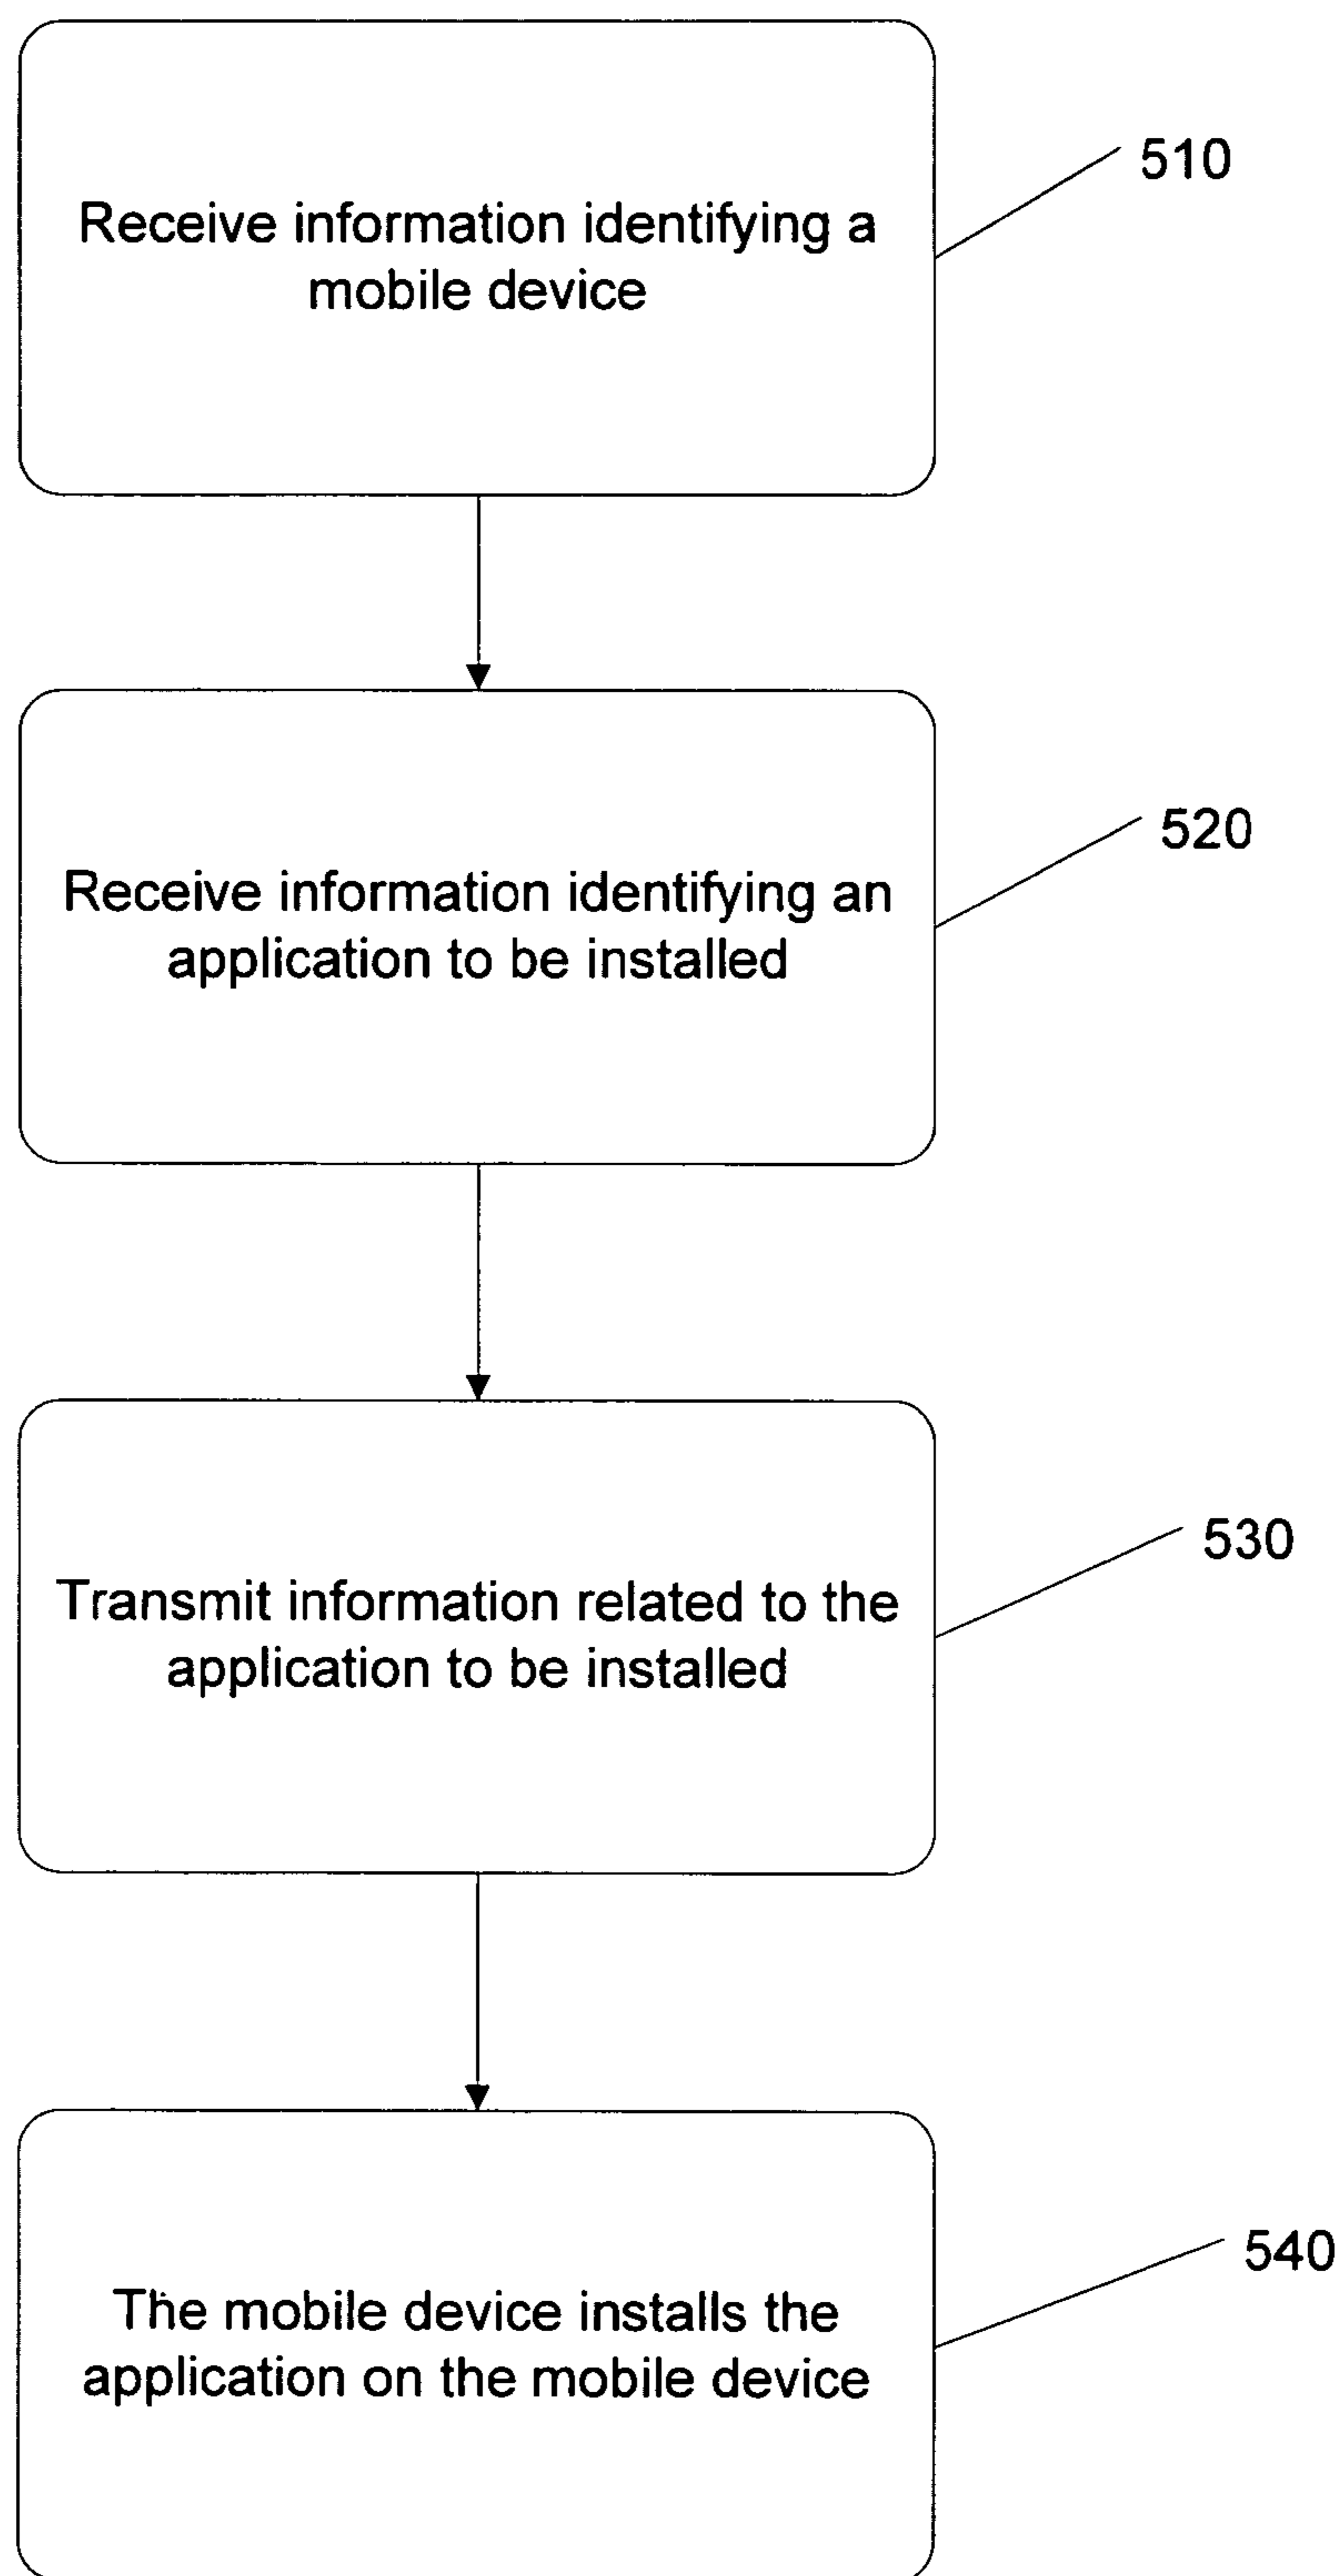 Receive information identifying a
mobile device
510
Receive information identifying an
application to be installed
520
Transmit information related to the
application to be installed
530
The mobile device installs the
application on the mobile device
540